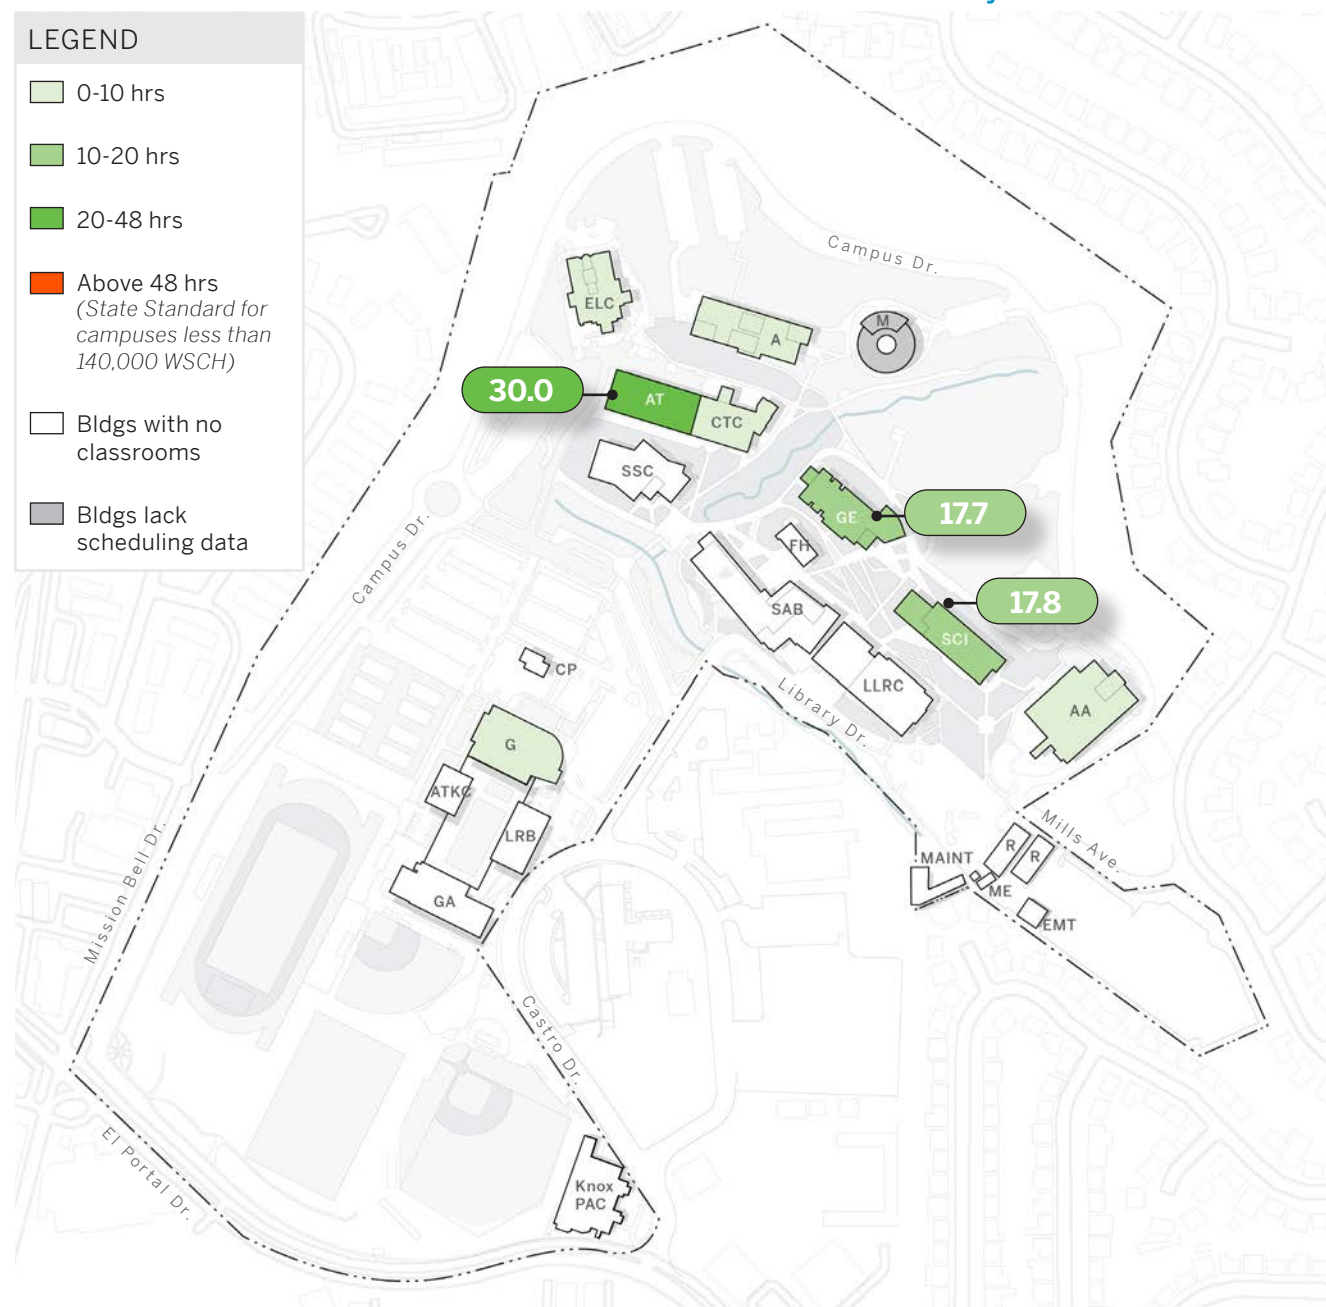 LEGEND
0-10 hrs
10-20 hrs
20-48 hrs
Above 48 hrs
(State Standard for
campuses less than
140,000 WSCH)
Bldgs with no
classrooms
Bldgs lack
scheduling data
Campus Dr.
ELC
A
M
30.0
AT
CTC
SSC
GE
17.7
FH
17.8
SAB
SCI
Campus Dr.
CP
LLRC
Library Dr.
AA
G
ATKC
LRB
GA
Mission Bell Dr.
Mills Ave
MAINT
R
R
ME
EMT
Castro Dr.
El Portal Dr.
Knox
PAC